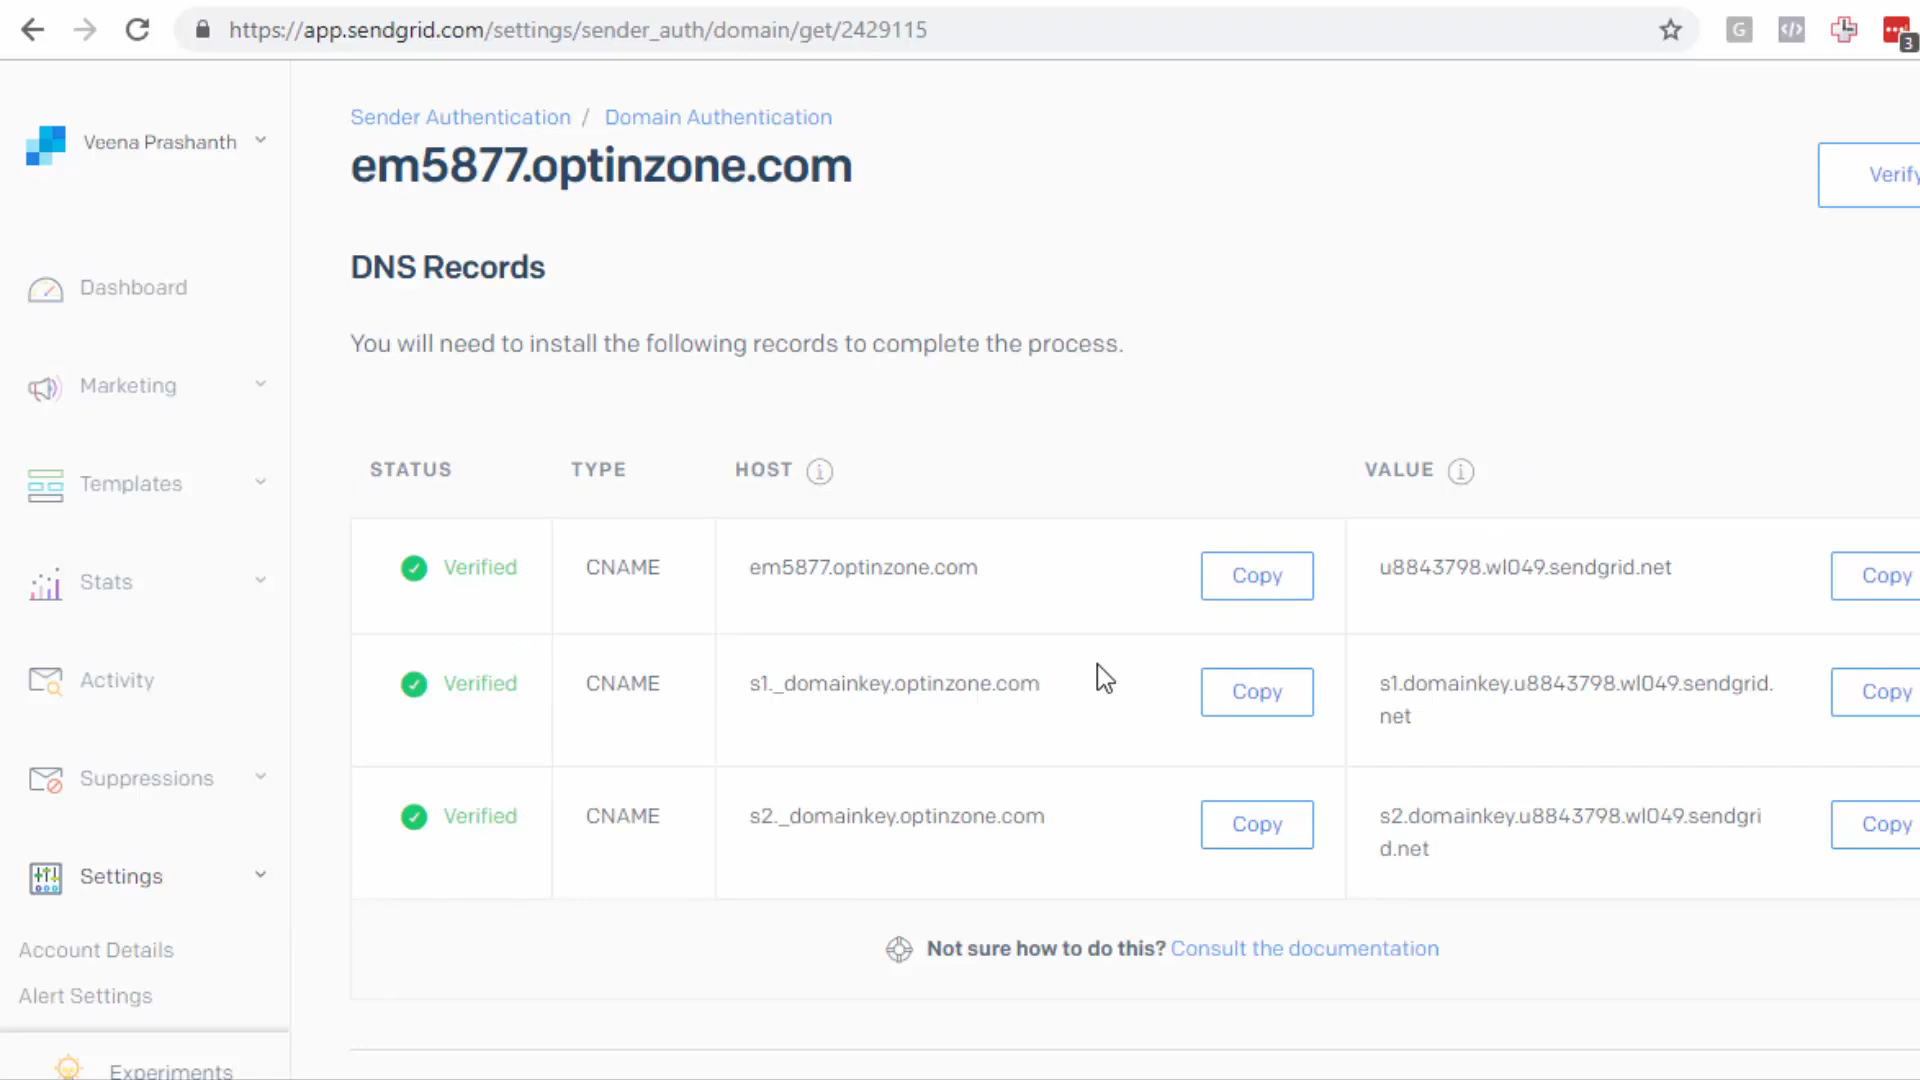 https://app.sendgrid.com/settings/sender_auth/domain/get/2429115
G
3
Veena Prashanth
Dashboard
Marketing
Templates
Stats
Activity
Suppressions
Settings
Account Details
Alert Settings
Experiments
Sender Authentication / Domain Authentication
em5877.optinzone.com
Verify
DNS Records
You will need to install the following records to complete the process.
STATUS TYPE HOST VALUE
Verified CNAME em5877.optinzone.com Copy u8843798.wl049.sendgrid.net Copy
Verified CNAME s1._domainkey.optinzone.com Copy s1.domainkey.u8843798.wl049.sendgrid. Copy
net
Verified CNAME s2._domainkey.optinzone.com Copy s2.domainkey.u8843798.wl049.sendgri Copy
d.net
Not sure how to do this? Consult the documentation